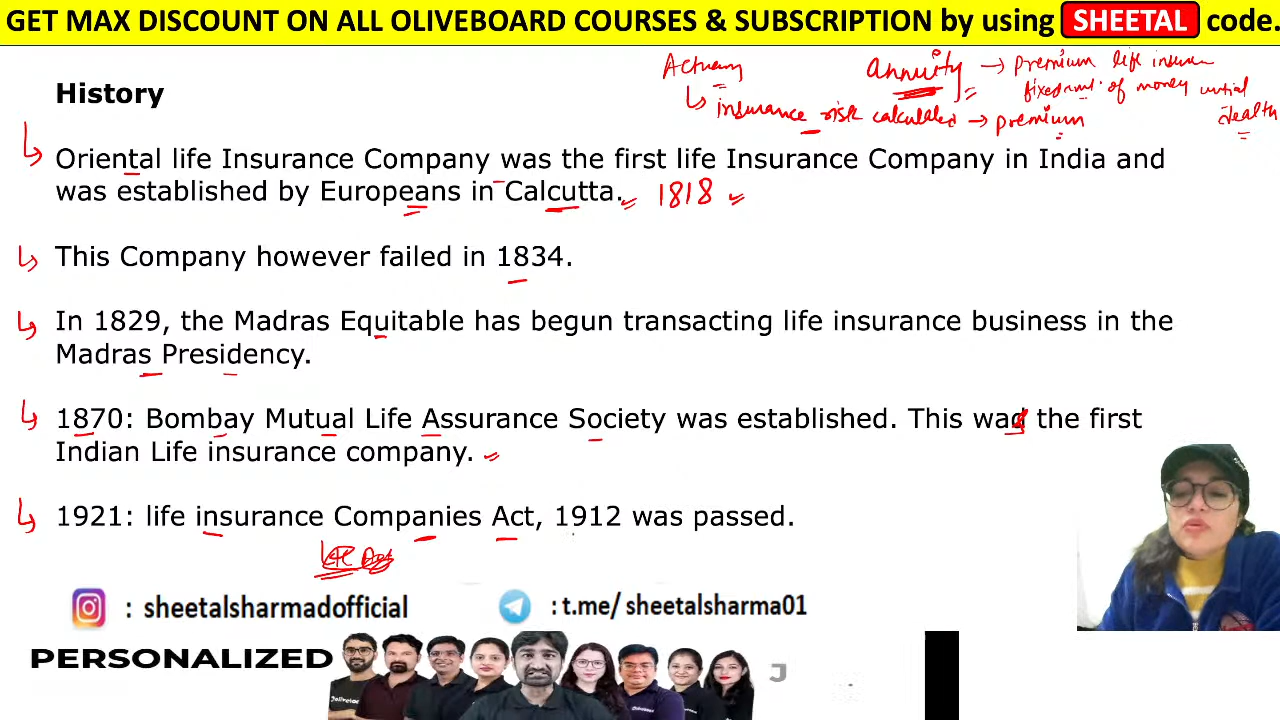 GET MAX DISCOUNT ON ALL OLIVEBOARD COURSES & SUBSCRIPTION by using SHEETAL code.
Actuary
annuity → premium life insuran
fixed amt. of money until
death
insurance risk calculated → premium
History
Oriental life Insurance Company was the first life Insurance Company in India and
was established by Europeans in Calcutta. 1818
This Company however failed in 1834.
In 1829, the Madras Equitable has begun transacting life insurance business in the
Madras Presidency.
1870: Bombay Mutual Life Assurance Society was established. This was the first
Indian Life insurance company.
1921: life insurance Companies Act, 1912 was passed.
: sheetalsharmadofficial
: t.me/ sheetalsharma01
PERSONALIZED
J